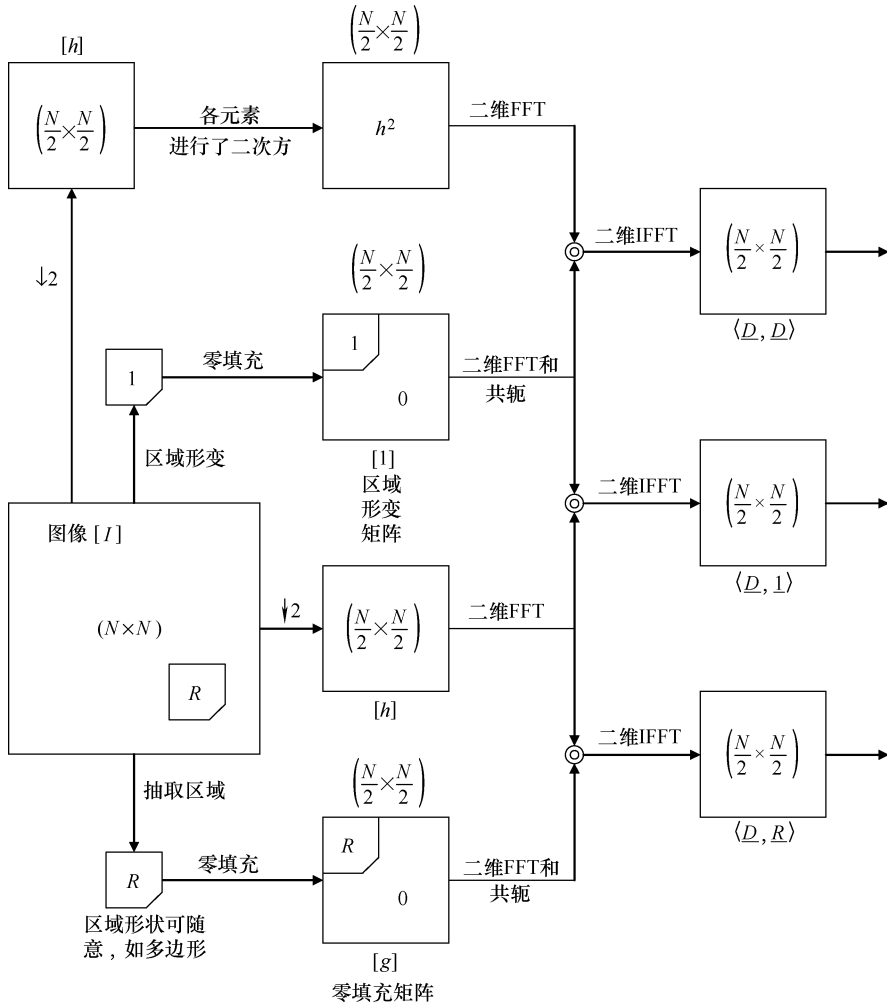 [h]
(N/2×N/2)
(N/2×N/2)
各元素
进行了二次方
h²
二维FFT
↓2
二维IFFT
(N/2×N/2)
⟨D, D⟩
(N/2×N/2)
1
零填充
1
0
二维FFT和
共轭
区域形变
[1]
区域
形变
矩阵
二维IFFT
(N/2×N/2)
⟨D, 1⟩
图像[I]
(N×N)
R
↓2
(N/2×N/2)
二维FFT
[h]
二维IFFT
(N/2×N/2)
⟨D, R⟩
抽取区域
(N/2×N/2)
R
零填充
R
0
二维FFT和
共轭
区域形状可随
意，如多边形
[g]
零填充矩阵